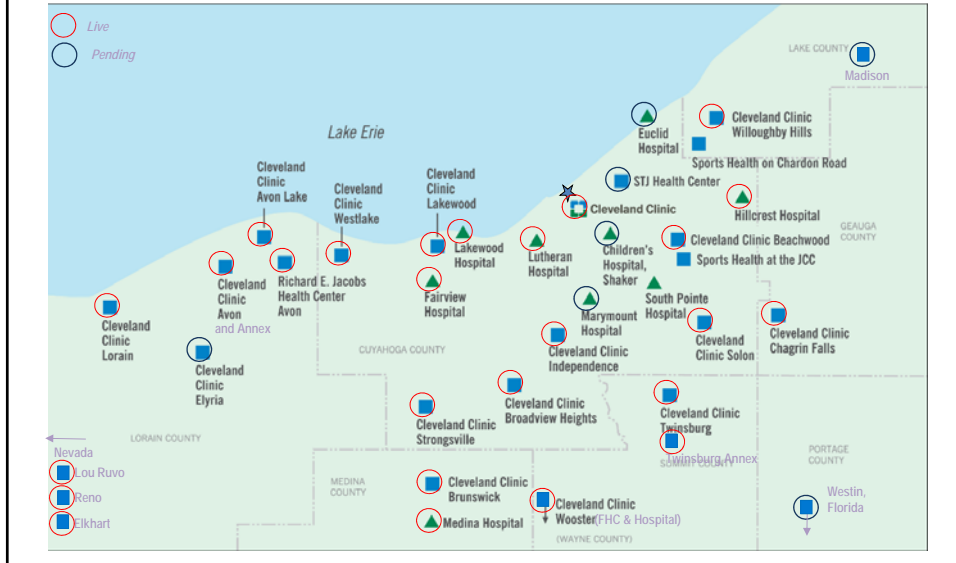 Live
Pending
LAKE COUNTY
Madison
Lake Erie
Euclid
Hospital
Cleveland Clinic
Willoughby Hills
Sports Health on Chardon Road
Cleveland
Clinic
Avon Lake
Cleveland
Clinic
Westlake
Cleveland
Clinic
Lakewood
STJ Health Center
Cleveland Clinic
Hillcrest Hospital
GEAUGA
COUNTY
Lakewood
Hospital
Lutheran
Hospital
Children's
Hospital,
Shaker
Cleveland Clinic Beachwood
Sports Health at the JCC
Cleveland
Clinic
Avon
and Annex
Richard E. Jacobs
Health Center
Avon
Fairview
Hospital
South Pointe
Hospital
Marymount
Hospital
Cleveland
Clinic
Lorain
Cleveland
Clinic Solon
Cleveland Clinic
Chagrin Falls
CUYAHOGA COUNTY
Cleveland Clinic
Independence
Cleveland
Clinic
Elyria
Cleveland Clinic
Broadview Heights
Cleveland Clinic
Strongsville
Cleveland Clinic
Twinsburg
Twinsburg Annex
SUMMIT COUNTY
LORAIN COUNTY
PORTAGE
COUNTY
Nevada
Lou Ruvo
Reno
Elkhart
MEDINA
COUNTY
Cleveland Clinic
Brunswick
Medina Hospital
Cleveland Clinic
Wooster(FHC & Hospital)
(WAYNE COUNTY)
Westin,
Florida